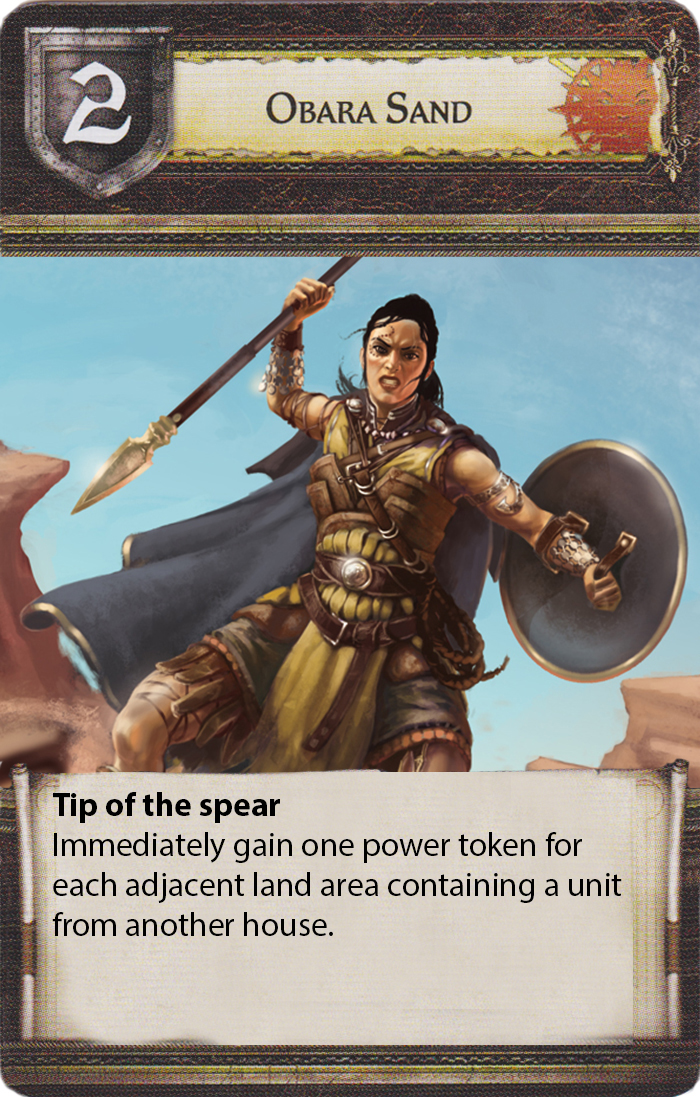 2
Obara Sand
Tip of the spear
Immediately gain one power token for
each adjacent land area containing a unit
from another house.